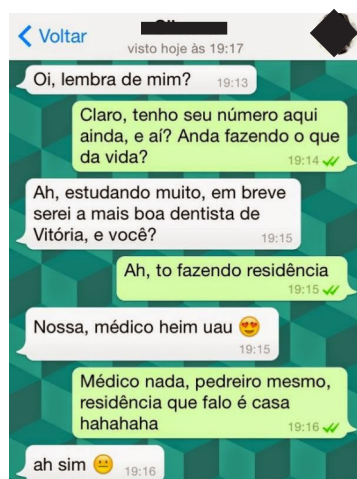 Voltar
visto hoje às 19:17
Oi, lembra de mim? 19:13
Claro, tenho seu número aqui
ainda, e aí? Anda fazendo o que
da vida? 19:14
Ah, estudando muito, em breve
serei a mais boa dentista de
Vitória, e você? 19:15
Ah, to fazendo residência
19:15
Nossa, médico heim uau 😍
19:15
Médico nada, pedreiro mesmo,
residência que falo é casa
hahahaha 19:16
ah sim 😐 19:16